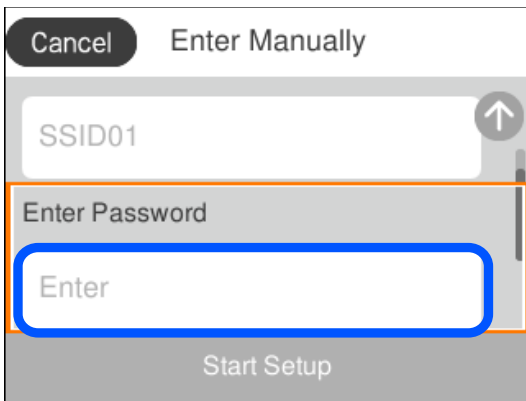 Cancel Enter Manually
SSID01
Enter Password
Enter
Start Setup